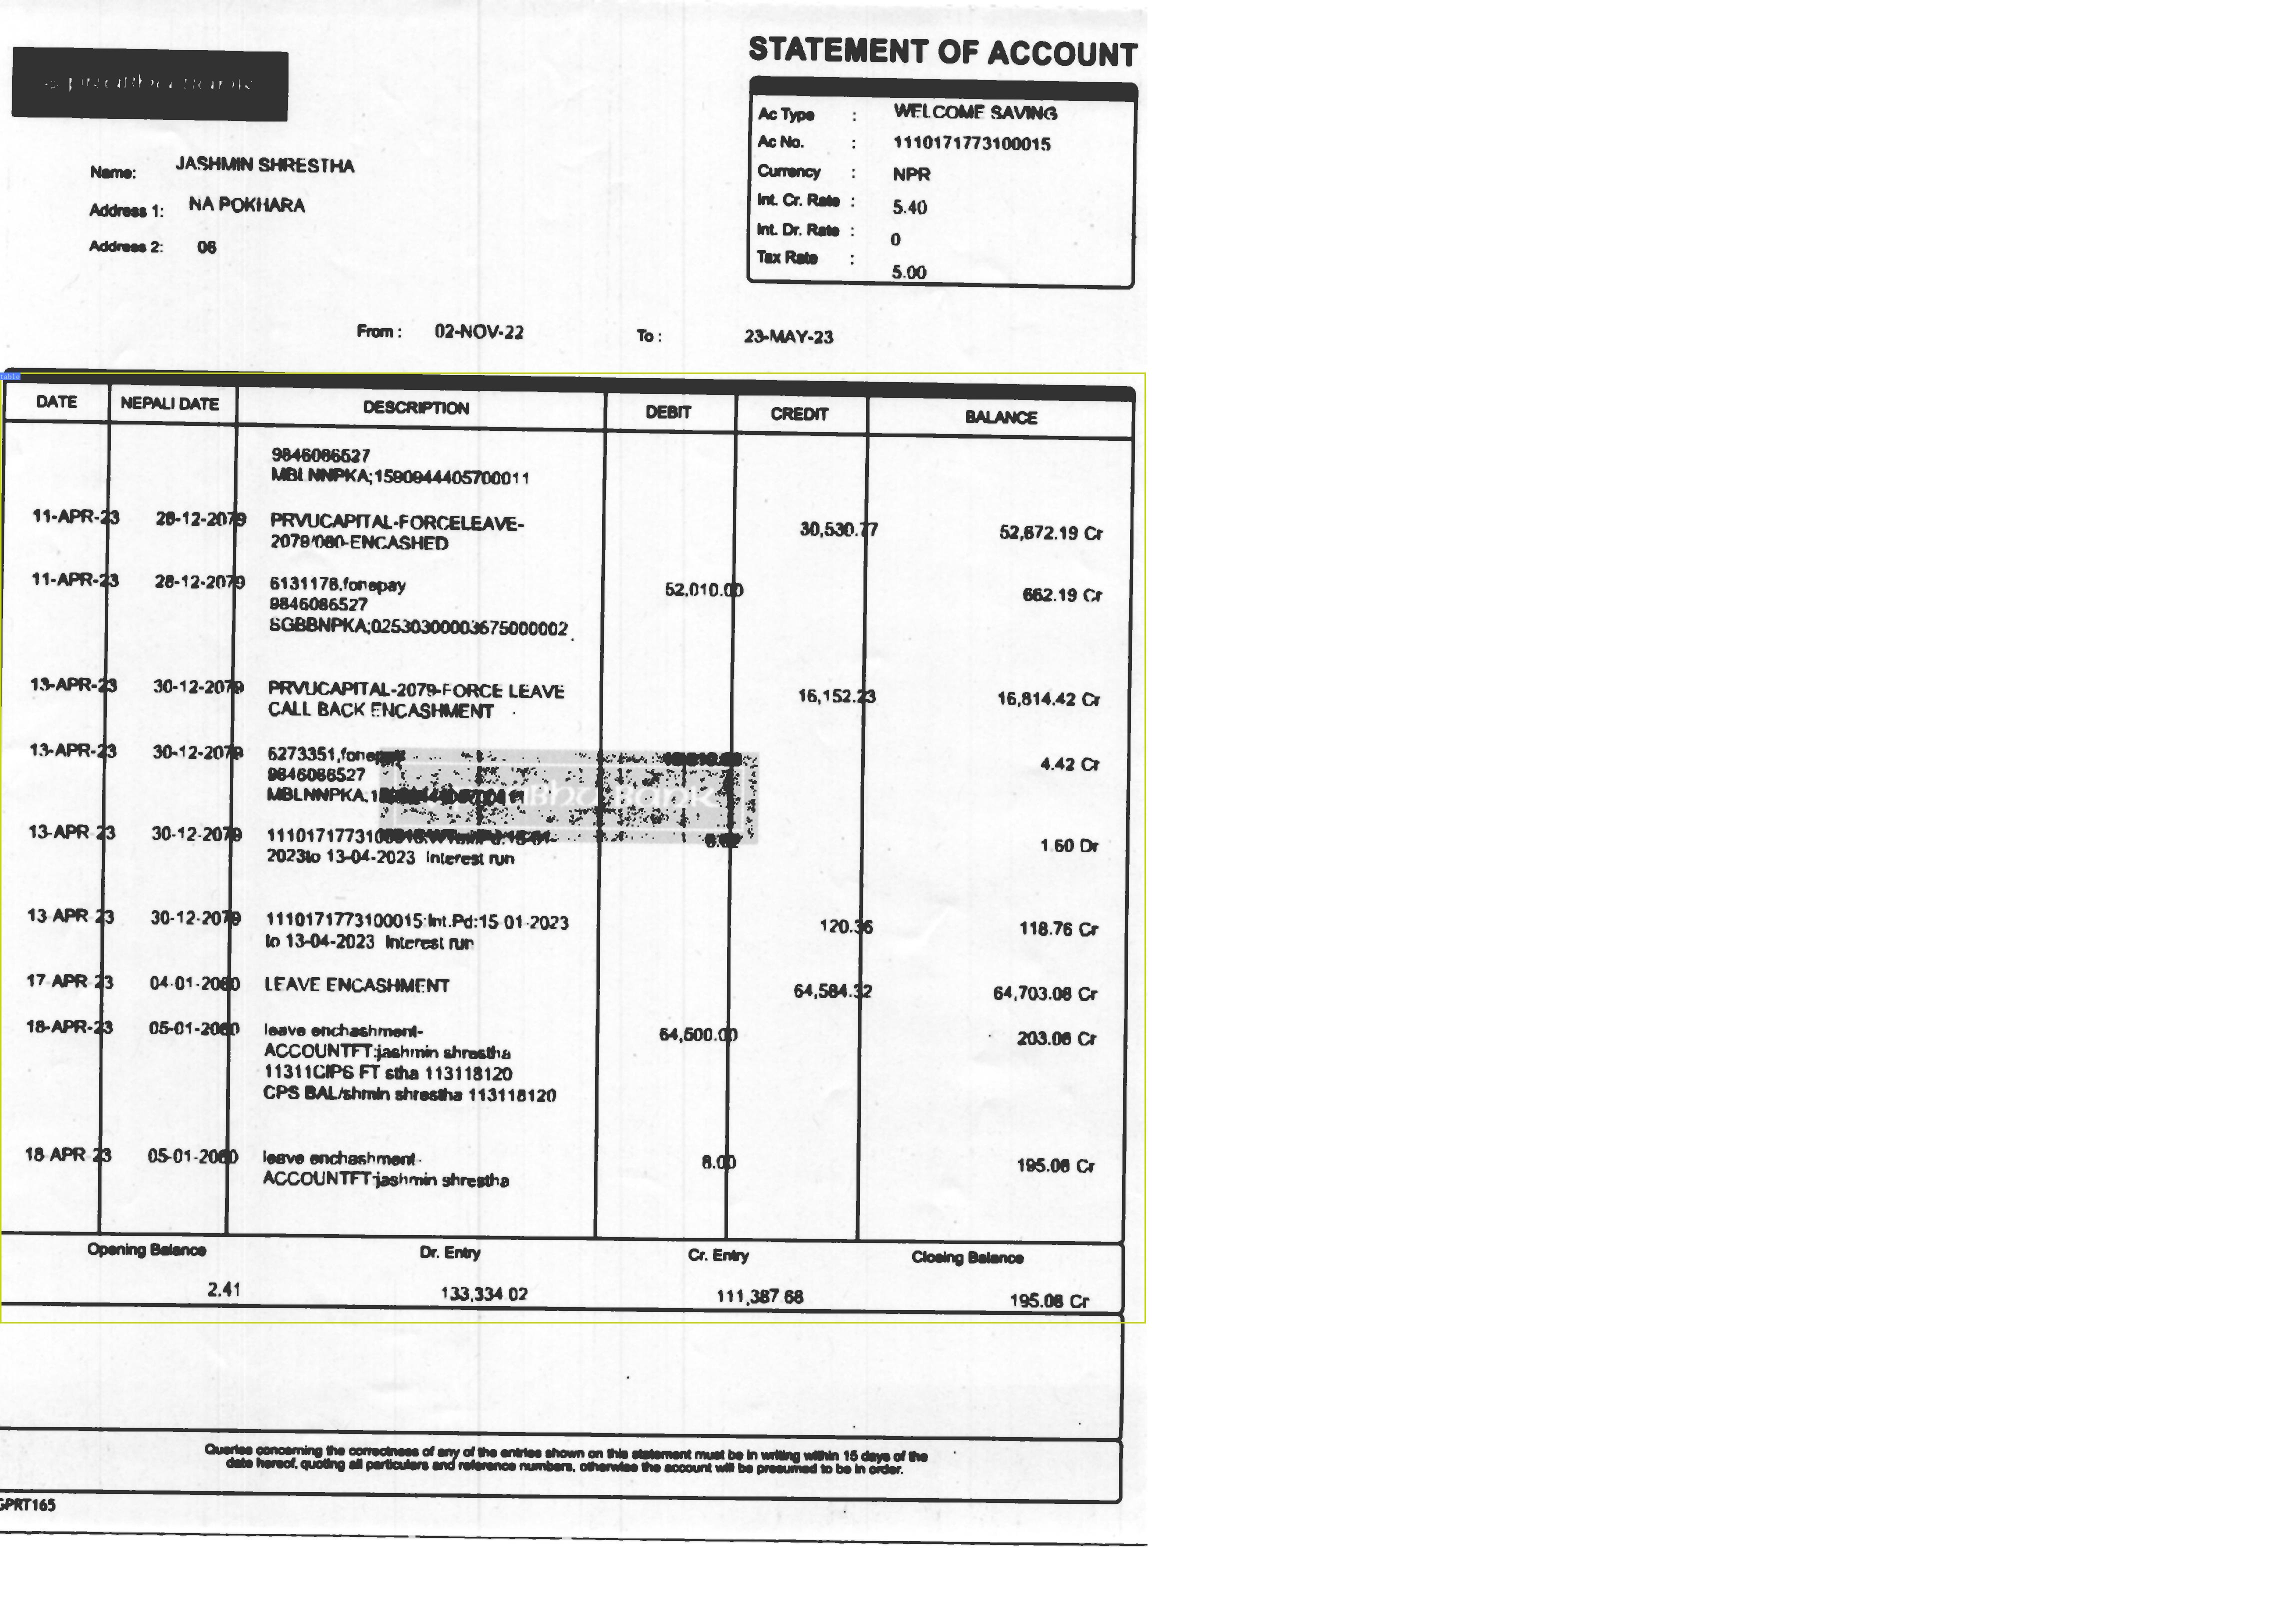 STATEMENT OF ACCOUNT
Ac Type : WELCOME SAVING
Ac No. : 1110171773100015
Currency : NPR
Int. Cr. Rate : 5.40
Int. Dr. Rate : 0
Tax Rate : 5.00
Name: JASHMIN SHRESTHA
Address 1: NA POKHARA
Address 2: 06
From : 02-NOV-22 To : 23-MAY-23
table
DATE NEPALI DATE DESCRIPTION DEBIT CREDIT BALANCE
9846086527
MBLNNPKA;1590944405700011
11-APR-23 28-12-2079 PRVUCAPITAL-FORCELEAVE- 30,530.77 52,672.19 Cr
2079/080-ENCASHED
11-APR-23 28-12-2079 6131178,fonepay 52,010.00 662.19 Cr
9846086527
SGBBNPKA;02530300003675000002
13-APR-23 30-12-2079 PRVUCAPITAL-2079-FORCE LEAVE 16,152.23 16,814.42 Cr
CALL BACK ENCASHMENT
13-APR-23 30-12-2079 6273351,fonepay 4.42 Cr
9846086527
MBLNNPKA;
13-APR 23 30-12-2079 1.60 Dr
2023to 13-04-2023 Interest run
13 APR 23 30-12-2079 1110171773100015:Int.Pd:15 01-2023 120.36 118.76 Cr
to 13-04-2023 Interest run
17 APR 23 04-01-2080 LEAVE ENCASHMENT 64,584.32 64,703.08 Cr
18-APR-23 05-01-2080 leave enchashment- 64,500.00 203.08 Cr
ACCOUNTFT:jashmin shrestha
11311CIPS FT stha 113118120
CPS BAL/shmin shrestha 113118120
18 APR 23 05-01-2080 leave enchashment- 8.00 195.08 Cr
ACCOUNTFT:jashmin shrestha
Opening Balance Dr. Entry Cr. Entry Closing Balance
2.41 133,334.02 111,387.68 195.08 Cr
Queries concerning the correctness of any of the entries shown on this statement must be in writing within 15 days of the
date hereof, quoting all particulars and reference numbers, otherwise the account will be presumed to be in order.
GPRT165